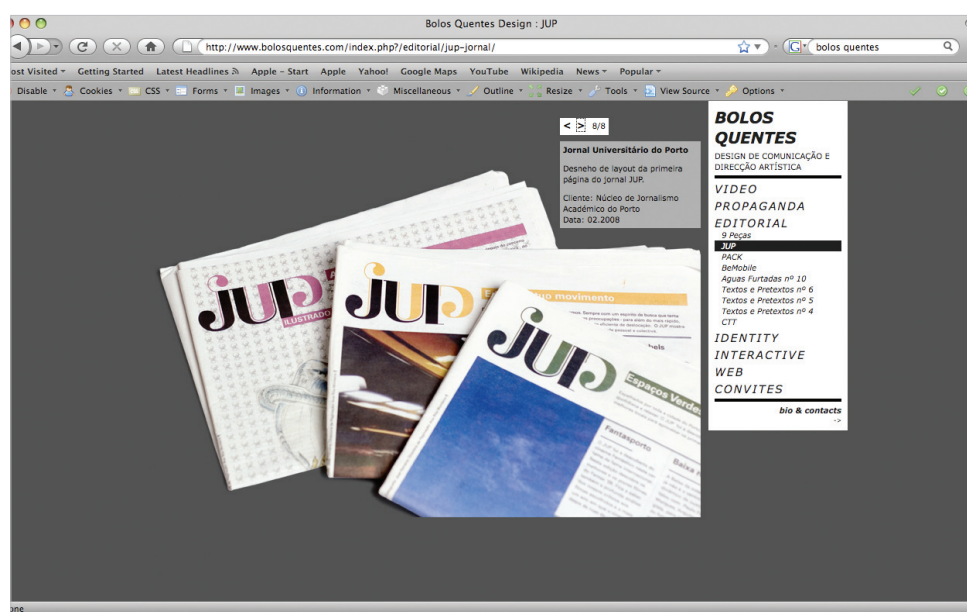 Bolos Quentes Design : JUP
http://www.bolosquentes.com/index.php?/editorial/jup-jornal/
bolos quentes
ost Visited Getting Started Latest Headlines Apple - Start Apple Yahoo! Google Maps YouTube Wikipedia News Popular
Disable Cookies CSS Forms Images Information Miscellaneous Outline Resize Tools View Source Options
< > 8/8
Jornal Universitário do Porto
Desneho de layout da primeira
página do jornal JUP.
Cliente: Núcleo de Jornalismo
Académico do Porto
Data: 02.2008
BOLOS
QUENTES
DESIGN DE COMUNICAÇÃO E
DIRECÇÃO ARTÍSTICA
VIDEO
PROPAGANDA
EDITORIAL
9 Peças
JUP
PACK
BeMobile
Aguas Furtadas nº 10
Textos e Pretextos nº 6
Textos e Pretextos nº 5
Textos e Pretextos nº 4
CTT
IDENTITY
INTERACTIVE
WEB
CONVITES
bio & contacts
->
JUP
ILUSTRADO
JUP
movimento
JUP
Espaços Verdes
Fantasporto
Baixa
one